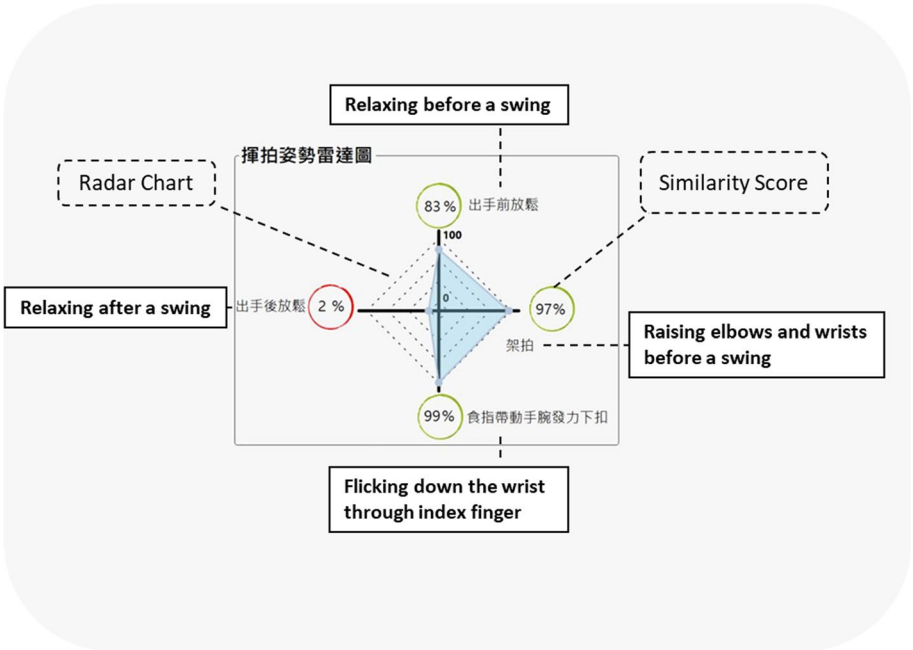 Relaxing before a swing
揮拍姿勢雷達圖
Radar Chart
Similarity Score
83 %
出手前放鬆
100
Relaxing after a swing
出手後放鬆
2 %
0
97%
架拍
Raising elbows and wrists
before a swing
99%
食指帶動手腕發力下扣
Flicking down the wrist
through index finger